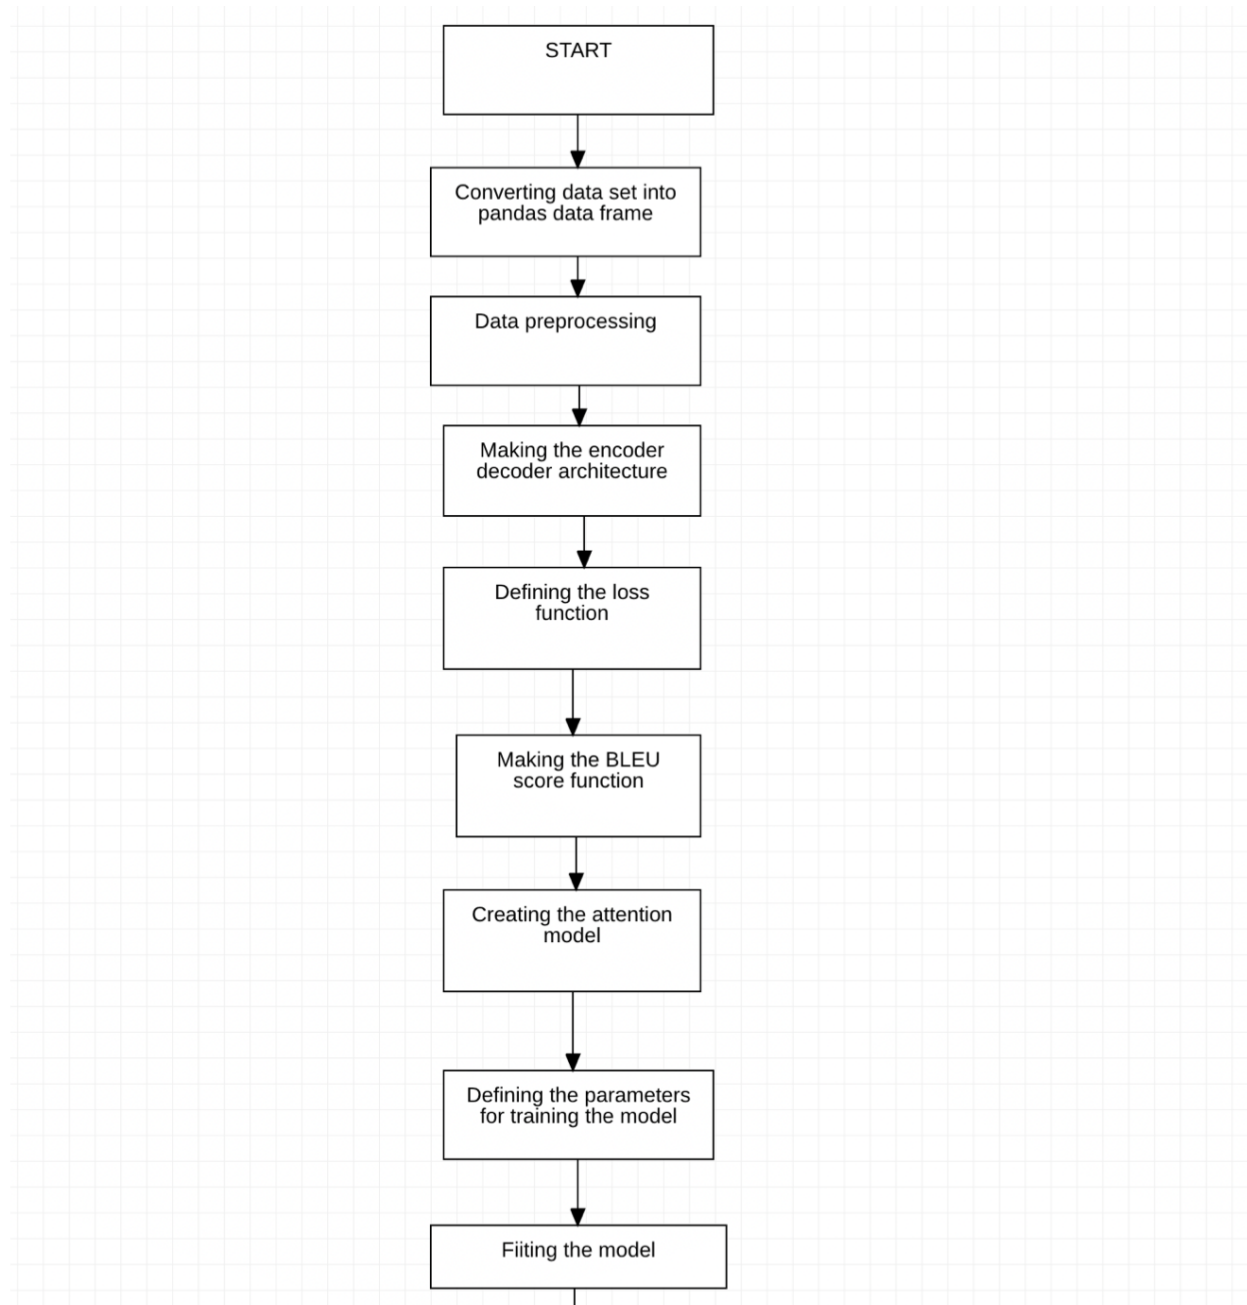 START
Converting data set into
pandas data frame
Data preprocessing
Making the encoder
decoder architecture
Defining the loss
function
Making the BLEU
score function
Creating the attention
model
Defining the parameters
for training the model
Fiiting the model